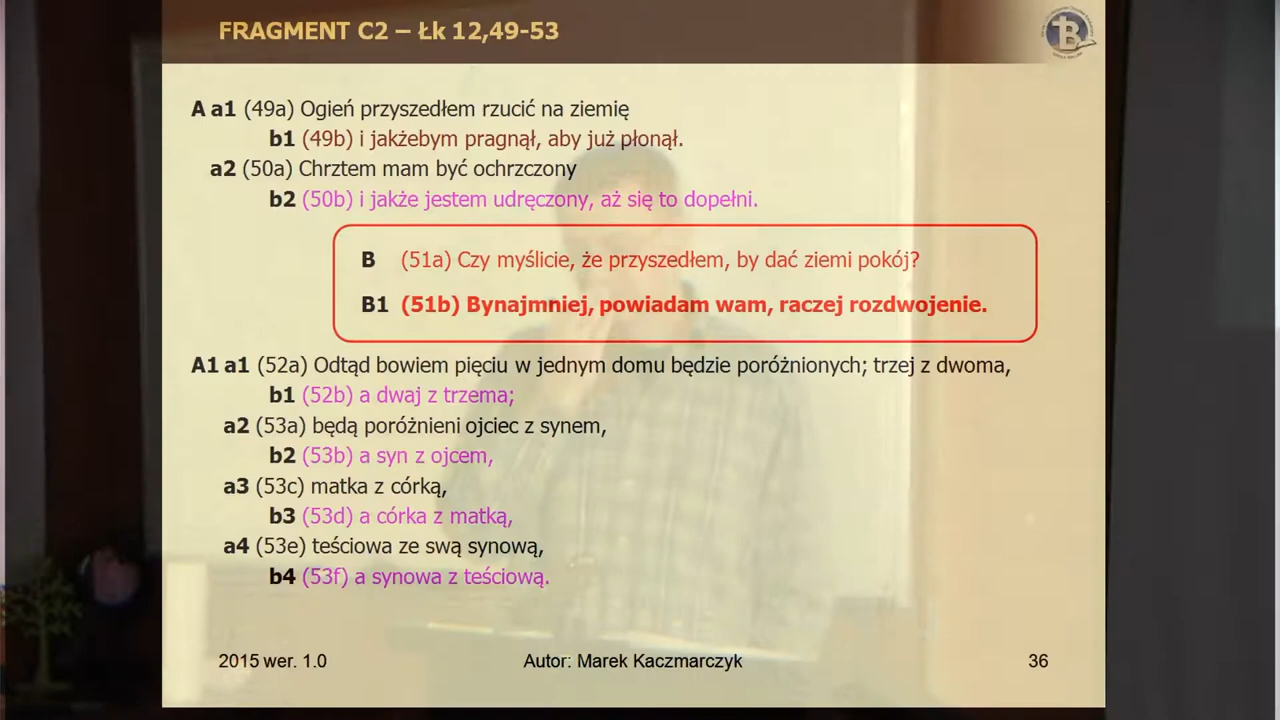 FRAGMENT C2 – Łk 12,49-53
A a1 (49a) Ogień przyszedłem rzucić na ziemię
b1 (49b) i jakżebym pragnął, aby już płonął.
a2 (50a) Chrztem mam być ochrzczony
b2 (50b) i jakże jestem udręczony, aż się to dopełni.
B (51a) Czy myślicie, że przyszedłem, by dać ziemi pokój?
B1 (51b) Bynajmniej, powiadam wam, raczej rozdwojenie.
A1 a1 (52a) Odtąd bowiem pięciu w jednym domu będzie poróżnionych; trzej z dwoma,
b1 (52b) a dwaj z trzema;
a2 (53a) będą poróżnieni ojciec z synem,
b2 (53b) a syn z ojcem,
a3 (53c) matka z córką,
b3 (53d) a córka z matką,
a4 (53e) teściowa ze swą synową,
b4 (53f) a synowa z teściową.
2015 wer. 1.0 Autor: Marek Kaczmarczyk 36